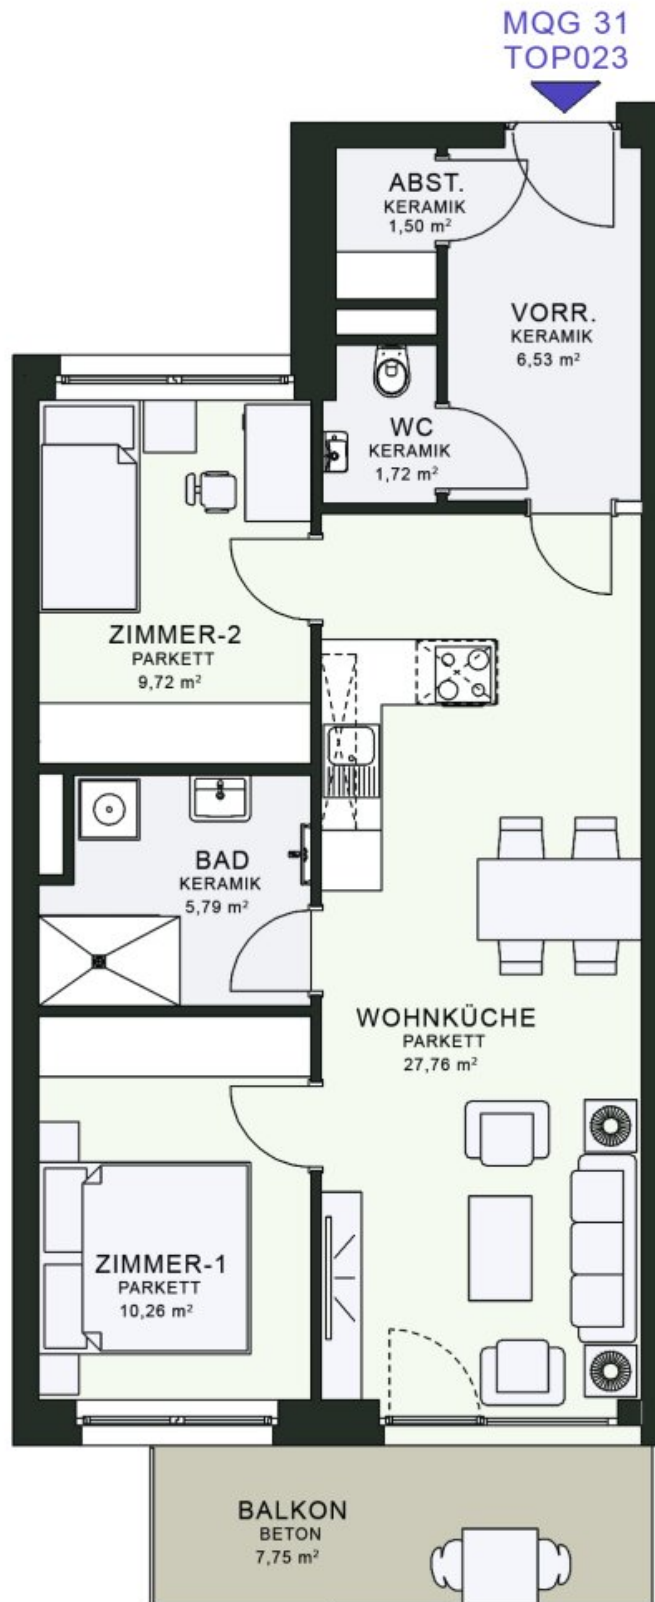 MQG 31
TOP023
ABST.
KERAMIK
1,50 m²
VORR.
KERAMIK
6,53 m²
WC
KERAMIK
1,72 m²
ZIMMER-2
PARKETT
9,72 m²
BAD
KERAMIK
5,79 m²
WOHNKÜCHE
PARKETT
27,76 m²
ZIMMER-1
PARKETT
10,26 m²
BALKON
BETON
7,75 m²